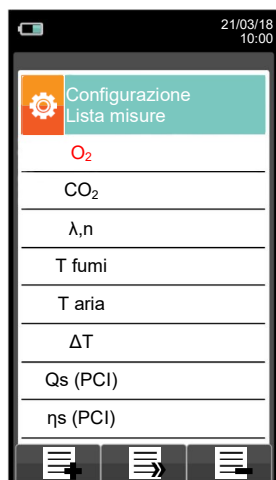 21/03/18
10:00
Configurazione
Lista misure
O₂
CO₂
λ,n
T fumi
T aria
ΔT
Qs (PCI)
ηs (PCI)